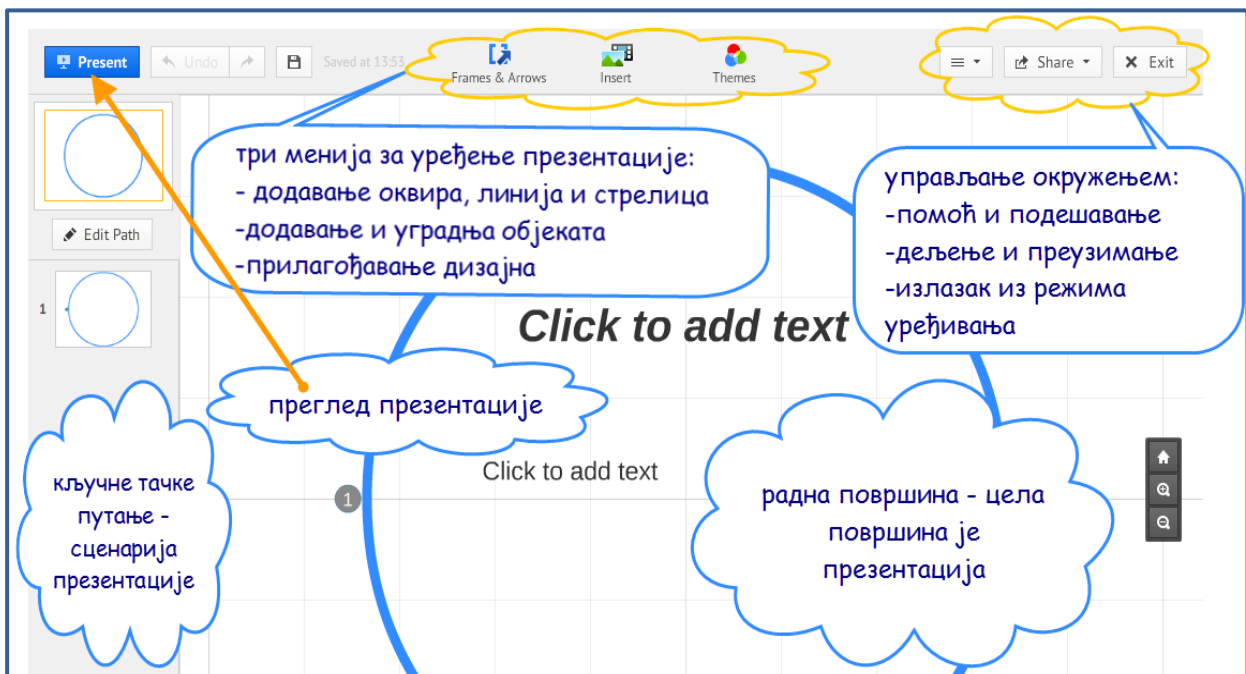 Present
Undo
Saved at 13:53
Frames & Arrows
Insert
Themes
Share
Exit
три менија за уређење презентације:
- додавање оквира, линија и стрелица
-додавање и уградња објеката
-прилагођавање дизајна
управљање окружењем:
-помоћ и подешавање
-дељење и преузимање
-излазак из режима
уређивања
Edit Path
1
Click to add text
преглед презентације
кључне тачке
путање -
сценарија
презентације
Click to add text
1
радна површина - цела
површина је
презентација